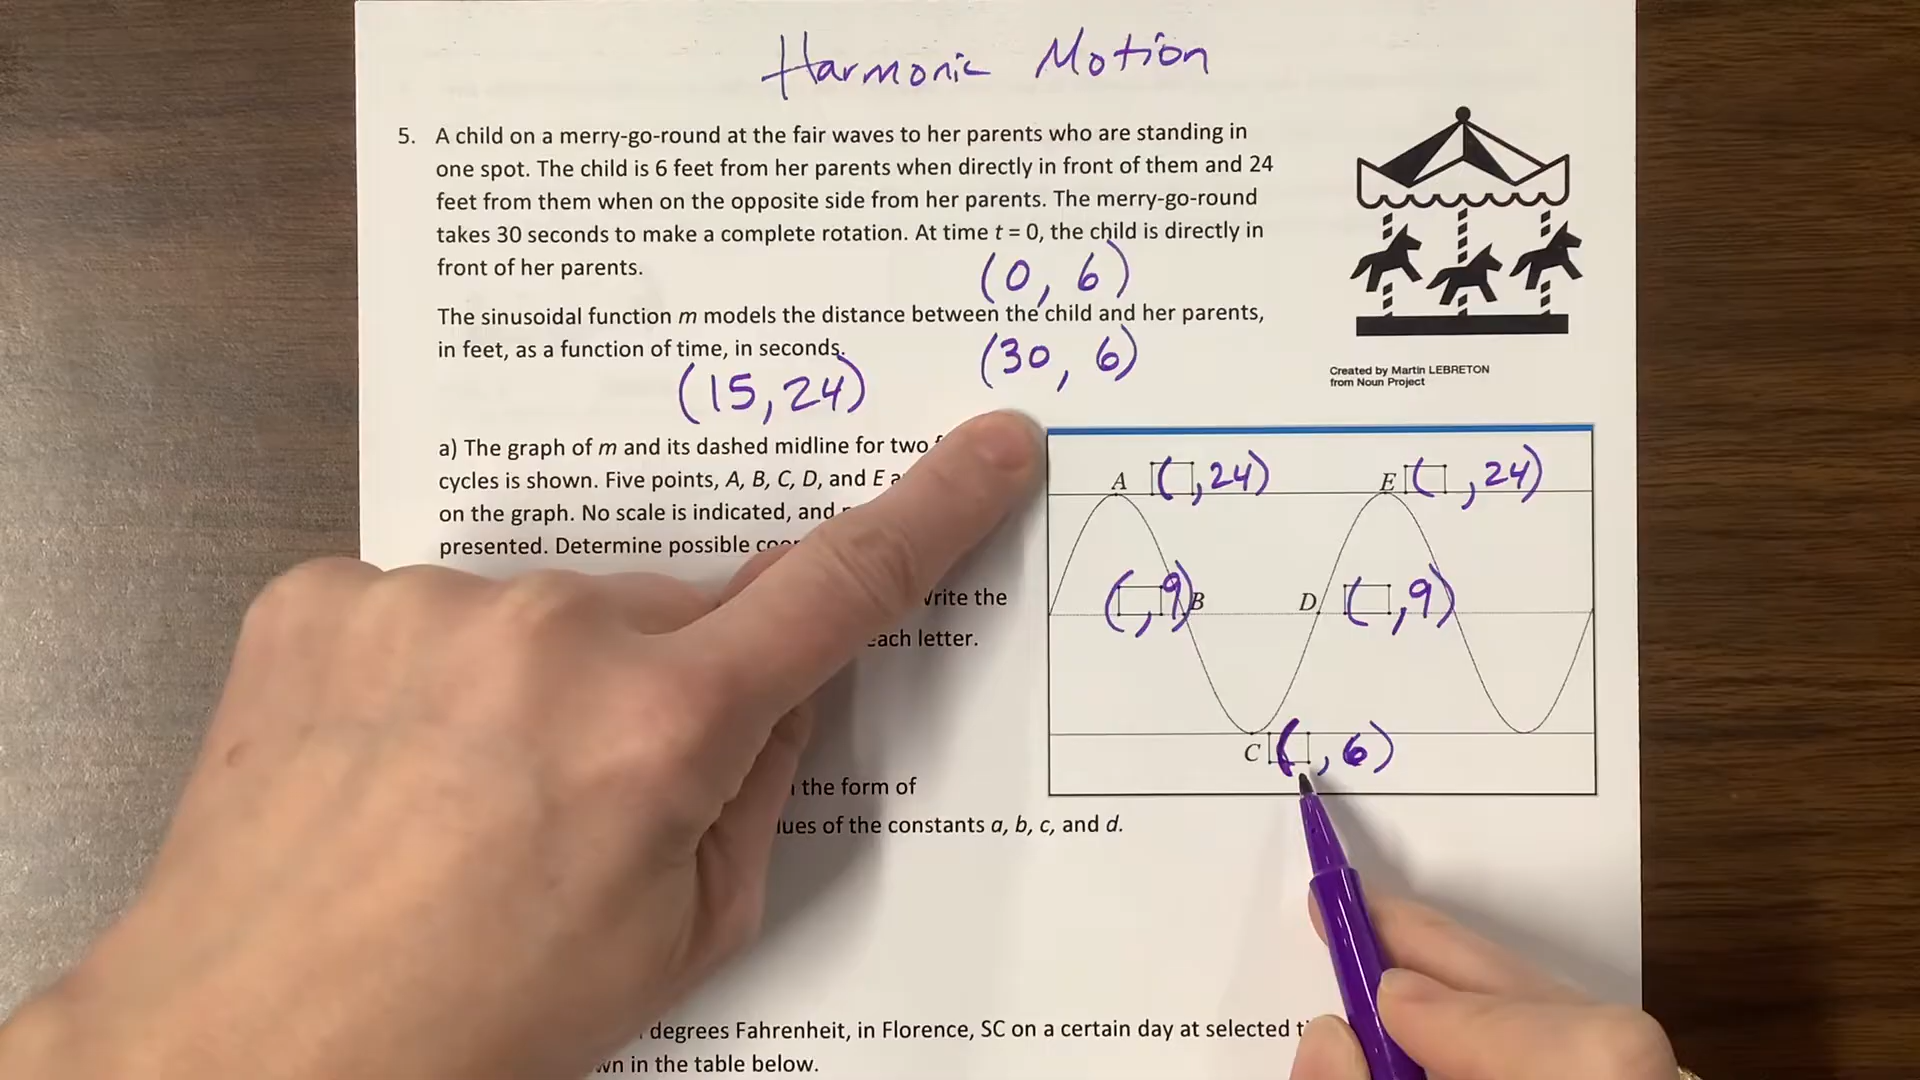 Harmonic Motion
5. A child on a merry-go-round at the fair waves to her parents who are standing in
one spot. The child is 6 feet from her parents when directly in front of them and 24
feet from them when on the opposite side from her parents. The merry-go-round
takes 30 seconds to make a complete rotation. At time t = 0, the child is directly in
front of her parents.
(0, 6)
The sinusoidal function m models the distance between the child and her parents,
in feet, as a function of time, in seconds.
(30, 6)
(15, 24)
Created by Martin LEBRETON
from Noun Project
a) The graph of m and its dashed midline for two
cycles is shown. Five points, A, B, C, D, and E
on the graph. No scale is indicated, and
presented. Determine possible
Write the
each letter.
A ( , 24)
E ( , 24)
( , 9) B
D ( , 9)
C ( , 6)
the form of
of the constants a, b, c, and d.
degrees Fahrenheit, in Florence, SC on a certain day at selected
in the table below.